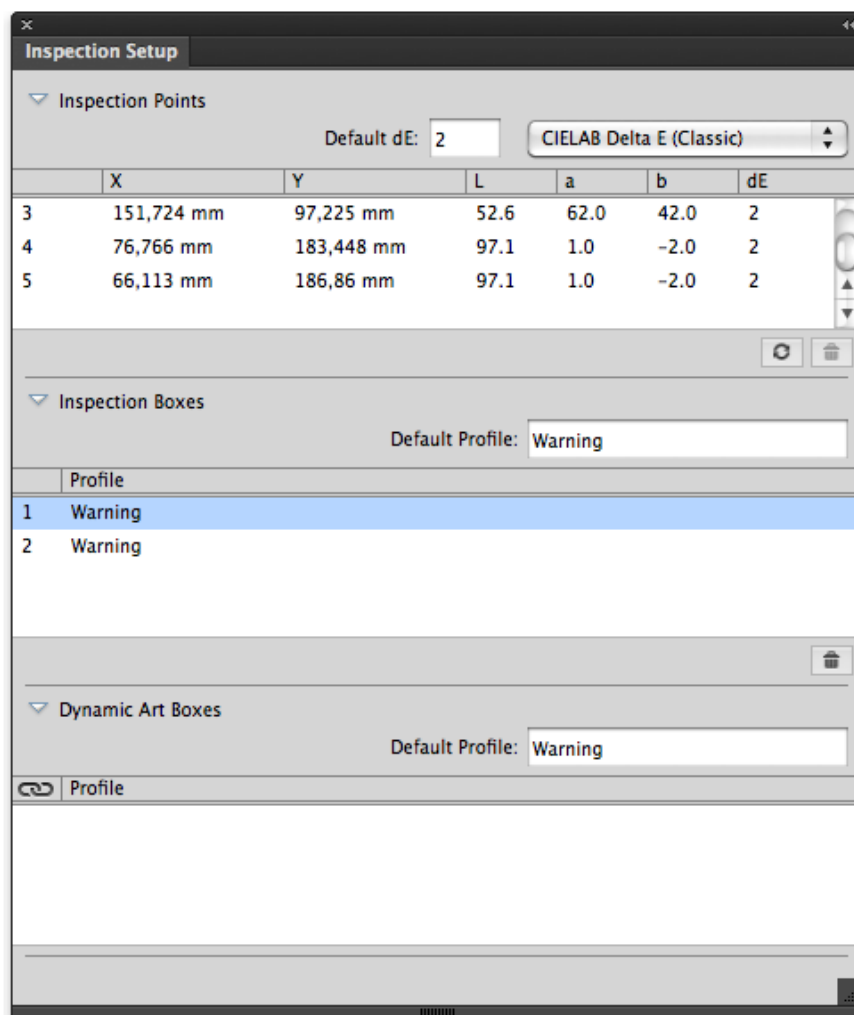 Inspection Setup
Inspection Points
Default dE: 2 CIELAB Delta E (Classic)
X Y L a b dE
3 151,724 mm 97,225 mm 52.6 62.0 42.0 2
4 76,766 mm 183,448 mm 97.1 1.0 -2.0 2
5 66,113 mm 186,86 mm 97.1 1.0 -2.0 2
Inspection Boxes
Default Profile: Warning
Profile
1 Warning
2 Warning
Dynamic Art Boxes
Default Profile: Warning
Profile